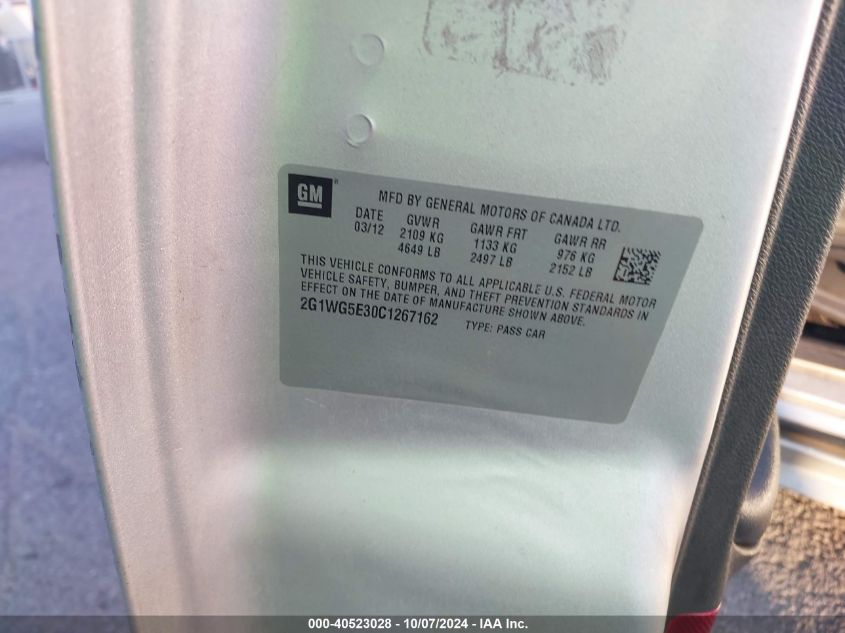 GM
MFD BY GENERAL MOTORS OF CANADA LTD.
DATE GVWR GAWR FRT GAWR RR
03/12 2109 KG 1133 KG 976 KG
4649 LB 2497 LB 2152 LB
THIS VEHICLE CONFORMS TO ALL APPLICABLE U.S. FEDERAL MOTOR
VEHICLE SAFETY, BUMPER, AND THEFT PREVENTION STANDARDS IN
EFFECT ON THE DATE OF MANUFACTURE SHOWN ABOVE.
2G1WG5E30C1267162 TYPE: PASS CAR
000-40523028 - 10/07/2024 - IAA Inc.